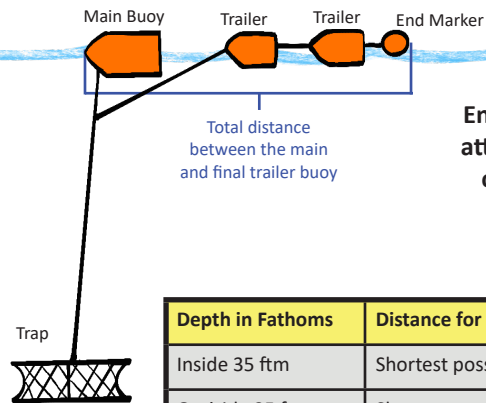 Main Buoy
Trailer
Trailer
End Marker
Total distance
between the main
and final trailer buoy
Trap
Depth in Fathoms
Distance for
Inside 35 ftm